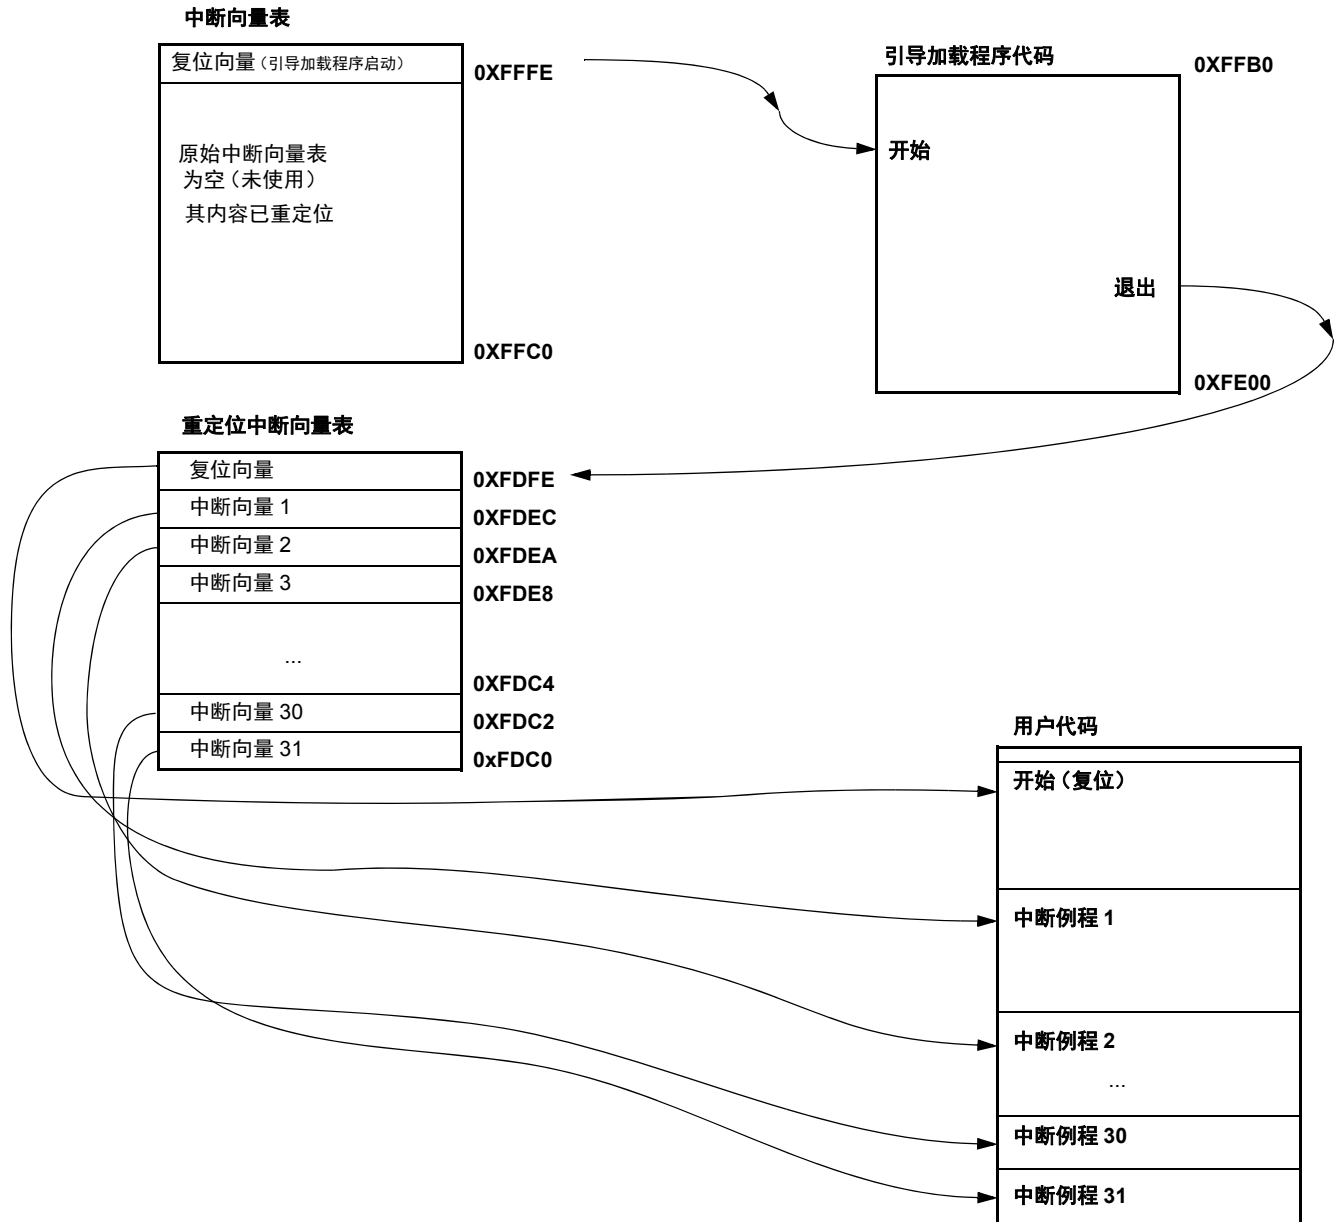 中断向量表
复位向量（引导加载程序启动）
0XFFFE
原始中断向量表
为空（未使用）
其内容已重定位
0XFFC0
引导加载程序代码
0XFFB0
开始
退出
0XFE00
重定位中断向量表
复位向量
0XFDFE
中断向量 1
0XFDEC
中断向量 2
0XFDEA
中断向量 3
0XFDE8
...
0XFDC4
中断向量 30
0XFDC2
中断向量 31
0xFDC0
用户代码
开始（复位）
中断例程 1
中断例程 2
...
中断例程 30
中断例程 31